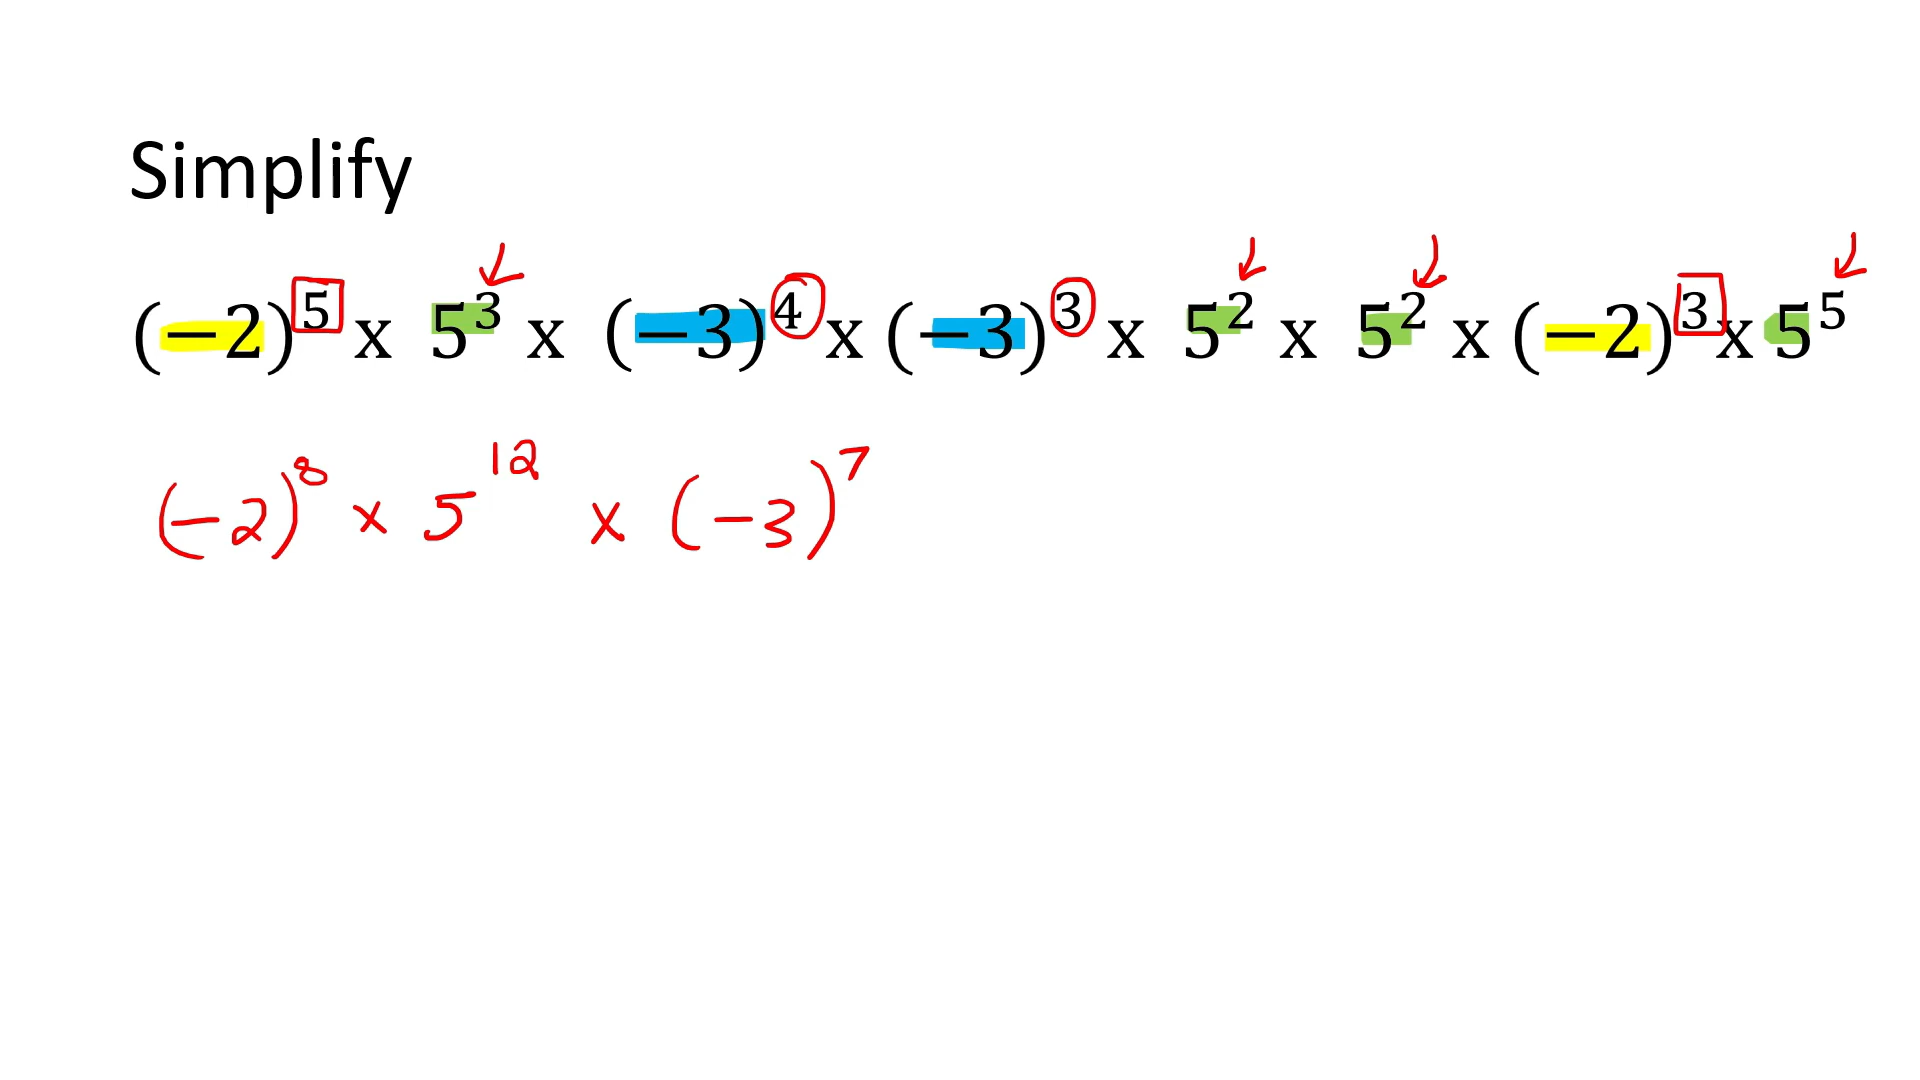 Simplify
(−2)⁵ x 5³ x (−3)⁴ x (−3)³ x 5² x 5² x (−2)³ x 5⁵
(−2)⁸ x 5¹² x (−3)⁷